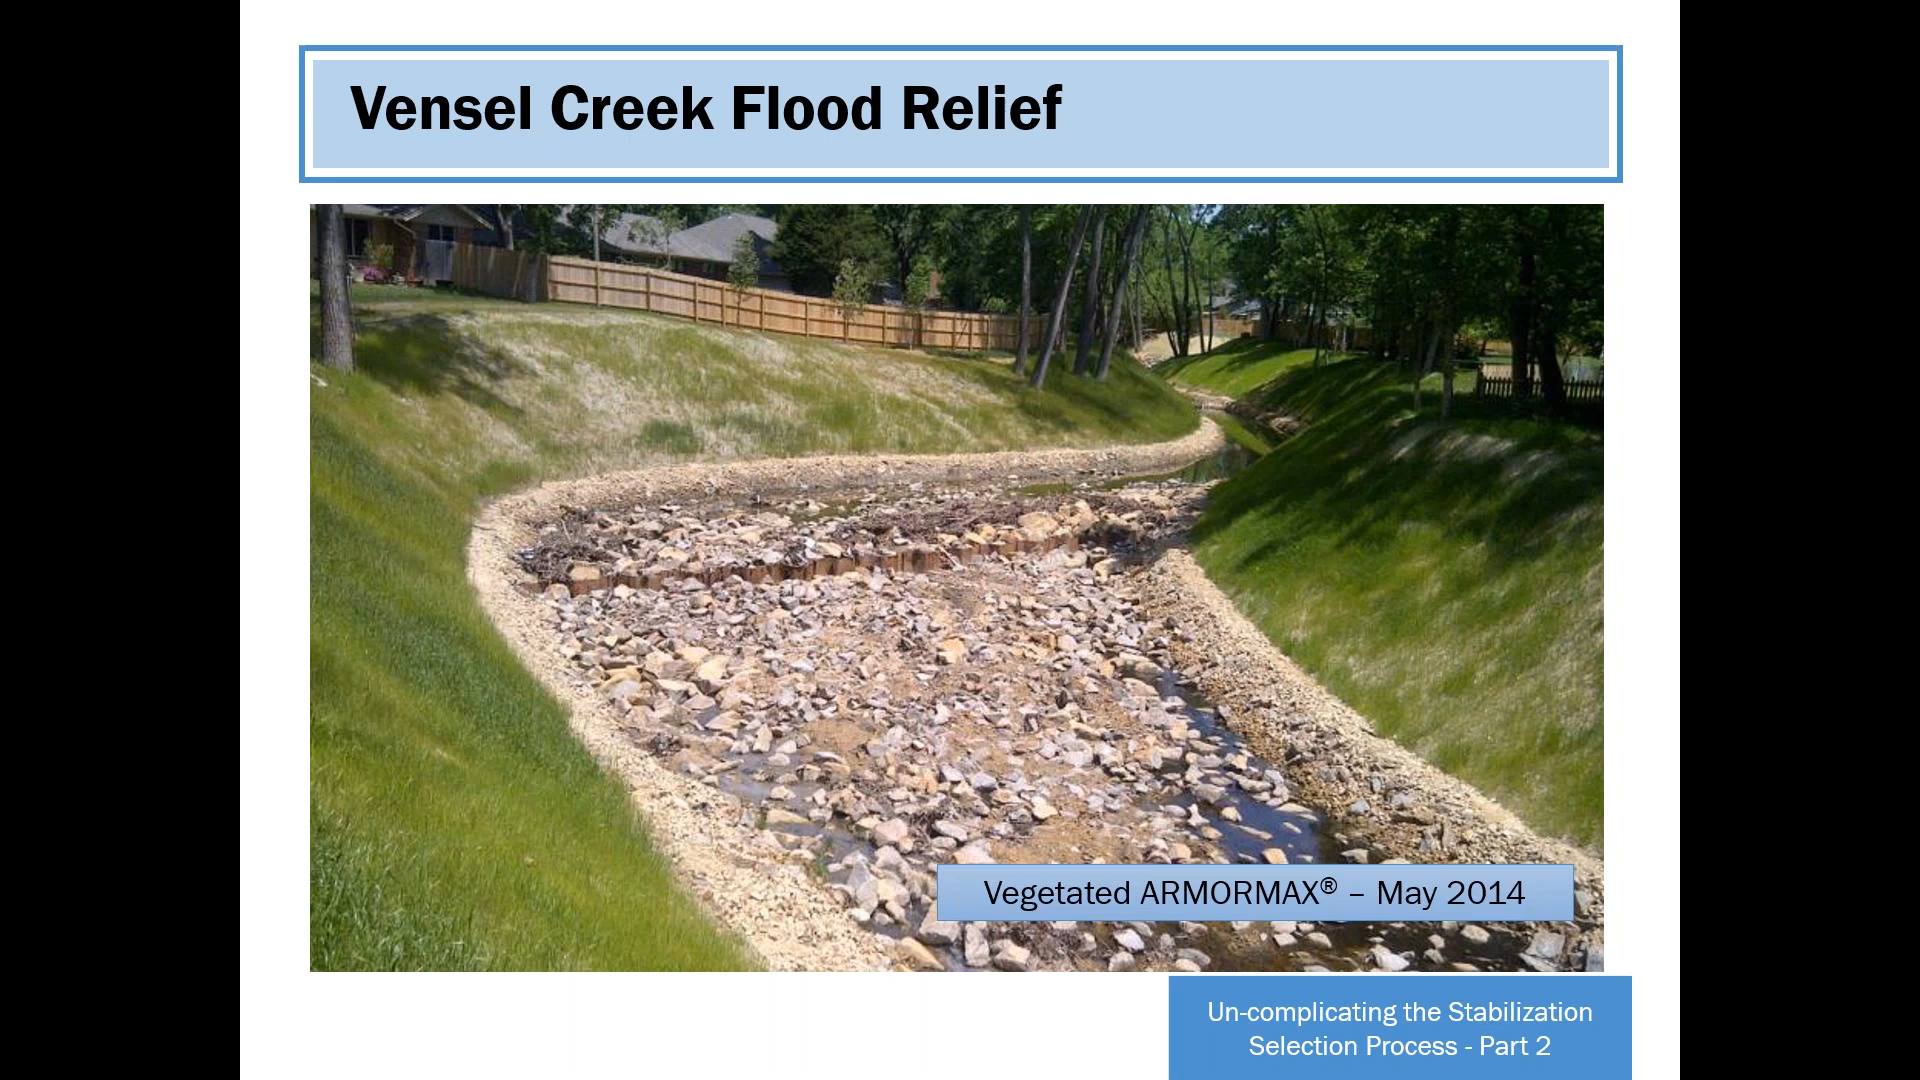 Vensel Creek Flood Relief
Vegetated ARMORMAX® – May 2014
Un-complicating the Stabilization
Selection Process - Part 2